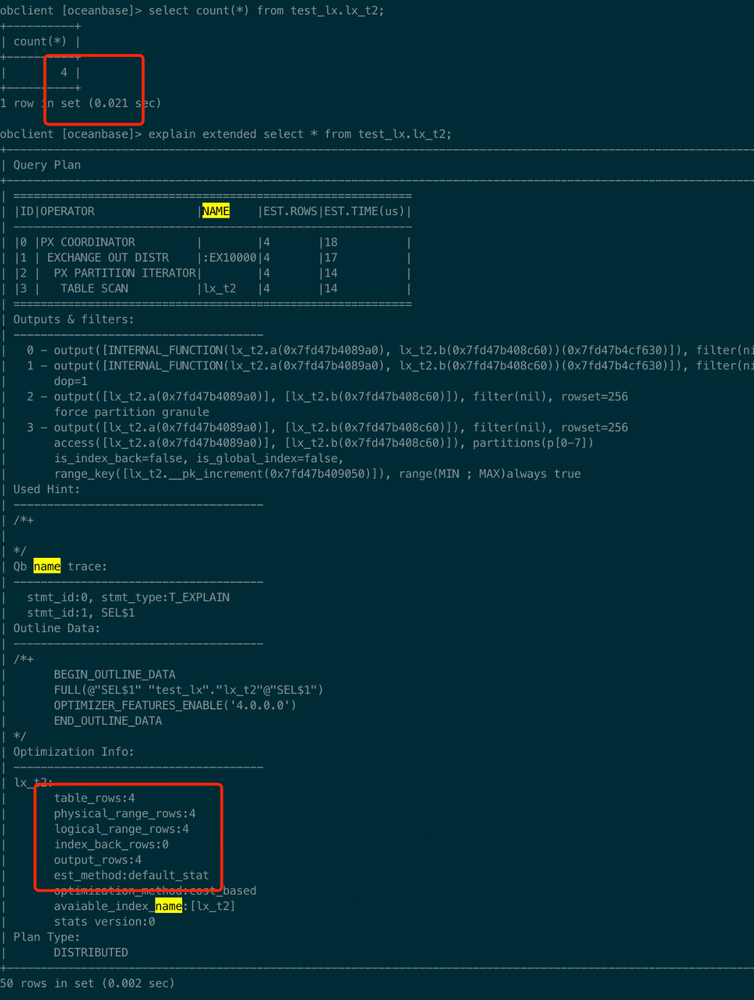 obclient [oceanbase]> select count(*) from test_lx.lx_t2;
+----------+
| count(*) |
+----------+
|        4 |
+----------+
1 row in set (0.021 sec)
obclient [oceanbase]> explain extended select * from test_lx.lx_t2;
| Query Plan
| =======================================================
| |ID|OPERATOR               |NAME    |EST.ROWS|EST.TIME(us)|
| -------------------------------------------------------
| |0 |PX COORDINATOR         |        |4       |18          |
| |1 | EXCHANGE OUT DISTR    |:EX10000|4       |17          |
| |2 |  PX PARTITION ITERATOR|        |4       |14          |
| |3 |   TABLE SCAN          |lx_t2   |4       |14          |
| =======================================================
| Outputs & filters:
| -------------------------------------
|   0 - output([INTERNAL_FUNCTION(lx_t2.a(0x7fd47b4089a0), lx_t2.b(0x7fd47b408c60))(0x7fd47b4cf630)]), filter(ni
|   1 - output([INTERNAL_FUNCTION(lx_t2.a(0x7fd47b4089a0), lx_t2.b(0x7fd47b408c60))(0x7fd47b4cf630)]), filter(ni
|       dop=1
|   2 - output([lx_t2.a(0x7fd47b4089a0)], [lx_t2.b(0x7fd47b408c60)]), filter(nil), rowset=256
|       force partition granule
|   3 - output([lx_t2.a(0x7fd47b4089a0)], [lx_t2.b(0x7fd47b408c60)]), filter(nil), rowset=256
|       access([lx_t2.a(0x7fd47b4089a0)], [lx_t2.b(0x7fd47b408c60)]), partitions(p[0-7])
|       is_index_back=false, is_global_index=false,
|       range_key([lx_t2.__pk_increment(0x7fd47b409050)]), range(MIN ; MAX)always true
| Used Hint:
| -------------------------------------
| /*+
|
| */
| Qb name trace:
| -------------------------------------
|   stmt_id:0, stmt_type:T_EXPLAIN
|   stmt_id:1, SEL$1
| Outline Data:
| -------------------------------------
| /*+
|       BEGIN_OUTLINE_DATA
|       FULL(@"SEL$1" "test_lx"."lx_t2"@"SEL$1")
|       OPTIMIZER_FEATURES_ENABLE('4.0.0.0')
|       END_OUTLINE_DATA
| */
| Optimization Info:
| -------------------------------------
| lx_t2:
|       table_rows:4
|       physical_range_rows:4
|       logical_range_rows:4
|       index_back_rows:0
|       output_rows:4
|       est_method:default_stat
|       optimization_method:cost_based
|       avaiable_index_name:[lx_t2]
|       stats version:0
| Plan Type:
|       DISTRIBUTED
50 rows in set (0.002 sec)